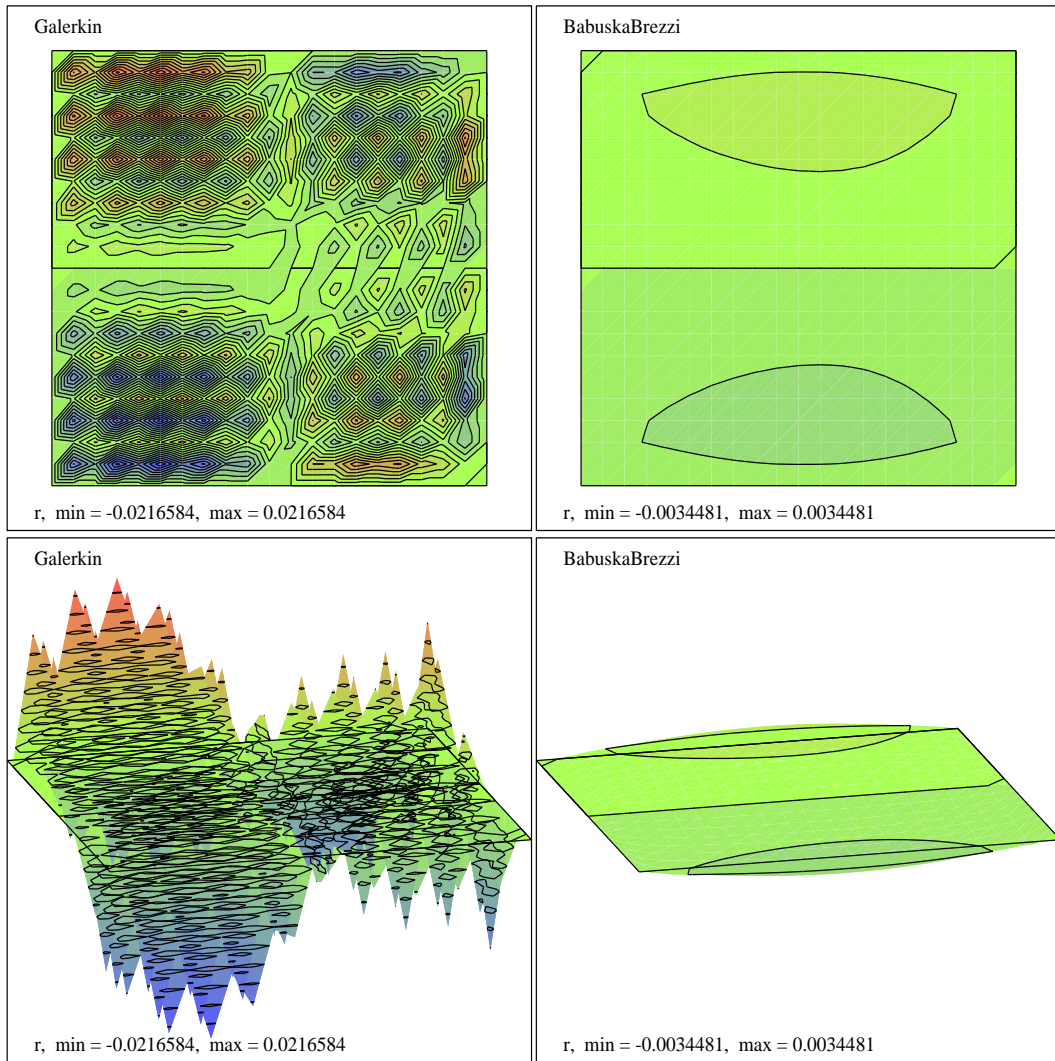 Galerkin
BabuskaBrezzi
r, min = -0.0216584, max = 0.0216584
r, min = -0.0034481, max = 0.0034481
Galerkin
BabuskaBrezzi
r, min = -0.0216584, max = 0.0216584
r, min = -0.0034481, max = 0.0034481